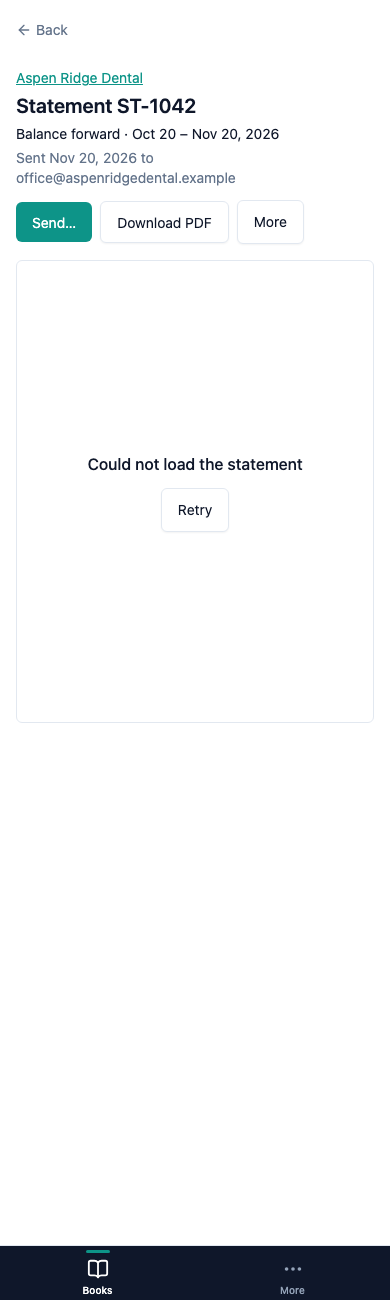 Back
Aspen Ridge Dental
Statement ST-1042
Balance forward · Oct 20 – Nov 20, 2026
Sent Nov 20, 2026 to
office@aspenridgedental.example
Send...
Download PDF
More
Could not load the statement
Retry
Books
More